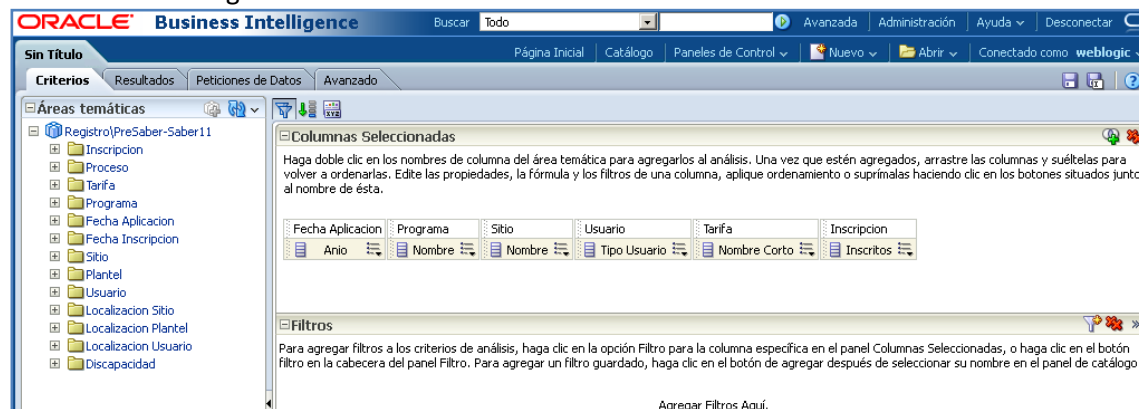 ORACLE Business Intelligence Buscar Todo Avanzada Administración Ayuda Desconectar
Sin Título Página Inicial Catálogo Paneles de Control Nuevo Abrir Conectado como weblogic
Criterios Resultados Peticiones de Datos Avanzado
Áreas temáticas
Registro\PreSaber-Saber11
Inscripcion
Proceso
Tarifa
Programa
Fecha Aplicacion
Fecha Inscripcion
Sitio
Plantel
Usuario
Localizacion Sitio
Localizacion Plantel
Localizacion Usuario
Discapacidad
Columnas Seleccionadas
Haga doble clic en los nombres de columna del área temática para agregarlos al análisis. Una vez que estén agregados, arrastre las columnas y suéltelas para
volver a ordenarlas. Edite las propiedades, la fórmula y los filtros de una columna, aplique ordenamiento o suprímalas haciendo clic en los botones situados junto
al nombre de ésta.
Fecha Aplicacion Programa Sitio Usuario Tarifa Inscripcion
Anio Nombre Nombre Tipo Usuario Nombre Corto Inscritos
Filtros
Para agregar filtros a los criterios de análisis, haga clic en la opción Filtro para la columna específica en el panel Columnas Seleccionadas, o haga clic en el botón
filtro en la cabecera del panel Filtro. Para agregar un filtro guardado, haga clic en el botón de agregar después de seleccionar su nombre en el panel de catálogo
Agregar Filtros Aquí.